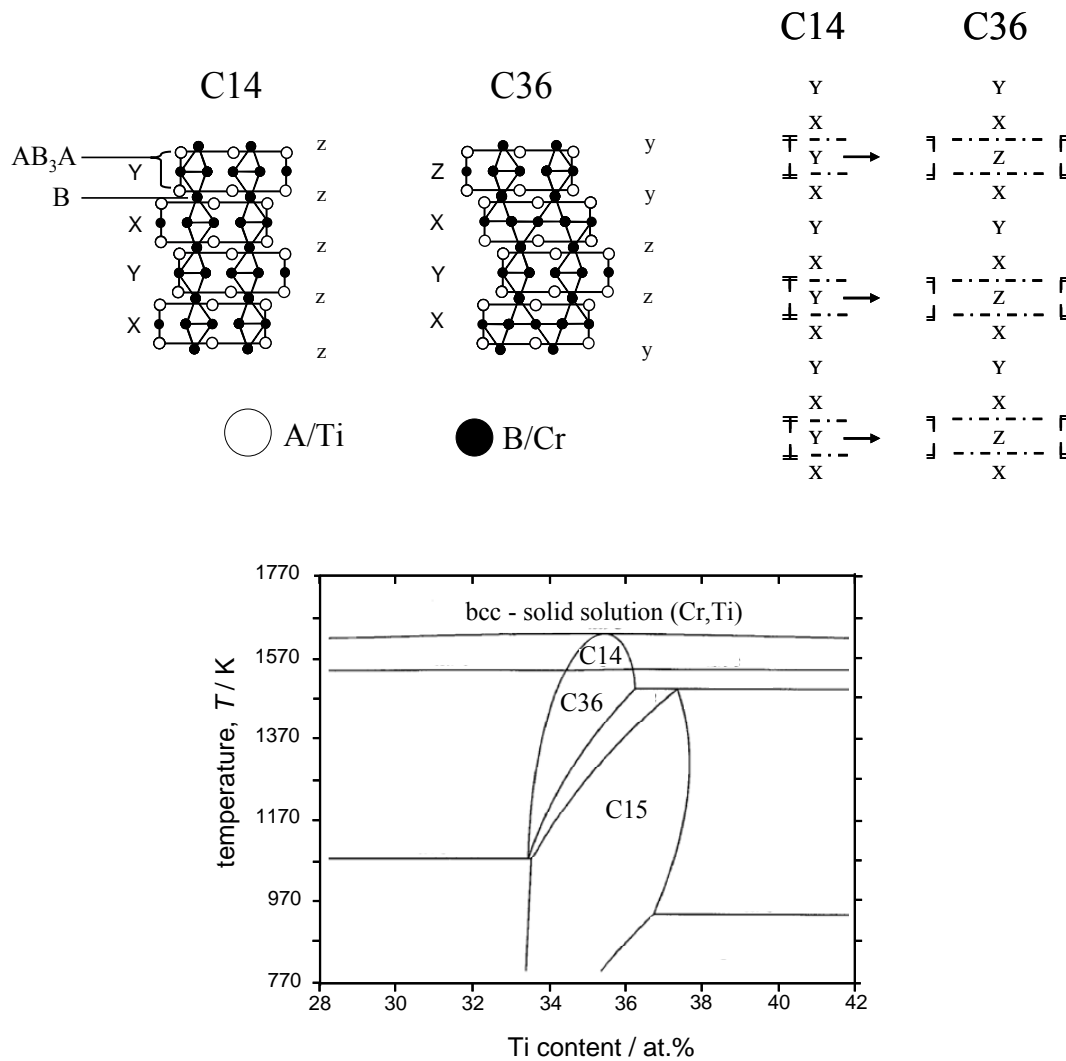 C14
C36
C14
C36
AB₃A
B
Y
X
Y
X
z
z
z
z
z
Z
X
Y
X
y
y
z
z
y
Y
X
Y
X
Y
X
Y
X
Y
X
Y
X
Y
X
Z
X
Y
X
Z
X
Y
X
Z
X
A/Ti
B/Cr
bcc - solid solution (Cr,Ti)
C14
C36
C15
temperature, T / K
1770
1570
1370
1170
970
770
28 30 32 34 36 38 40 42
Ti content / at.%